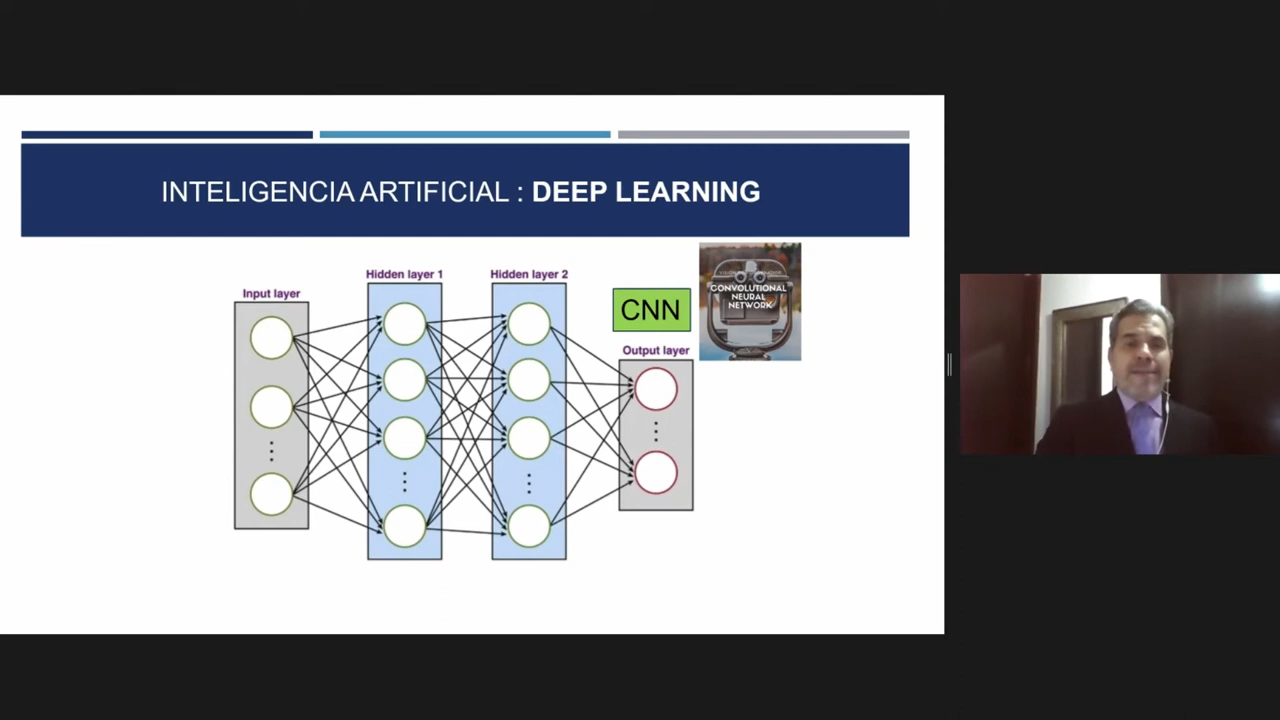 INTELIGENCIA ARTIFICIAL : DEEP LEARNING
Hidden layer 1
Hidden layer 2
Input layer
CNN
CONVOLUTIONAL
NEURAL
NETWORK
Output layer